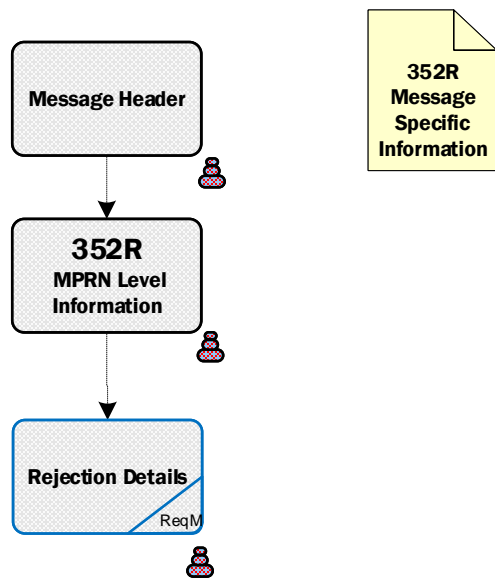 Message Header
352R
MPRN Level
Information
Rejection Details
ReqM
352R
Message
Specific
Information